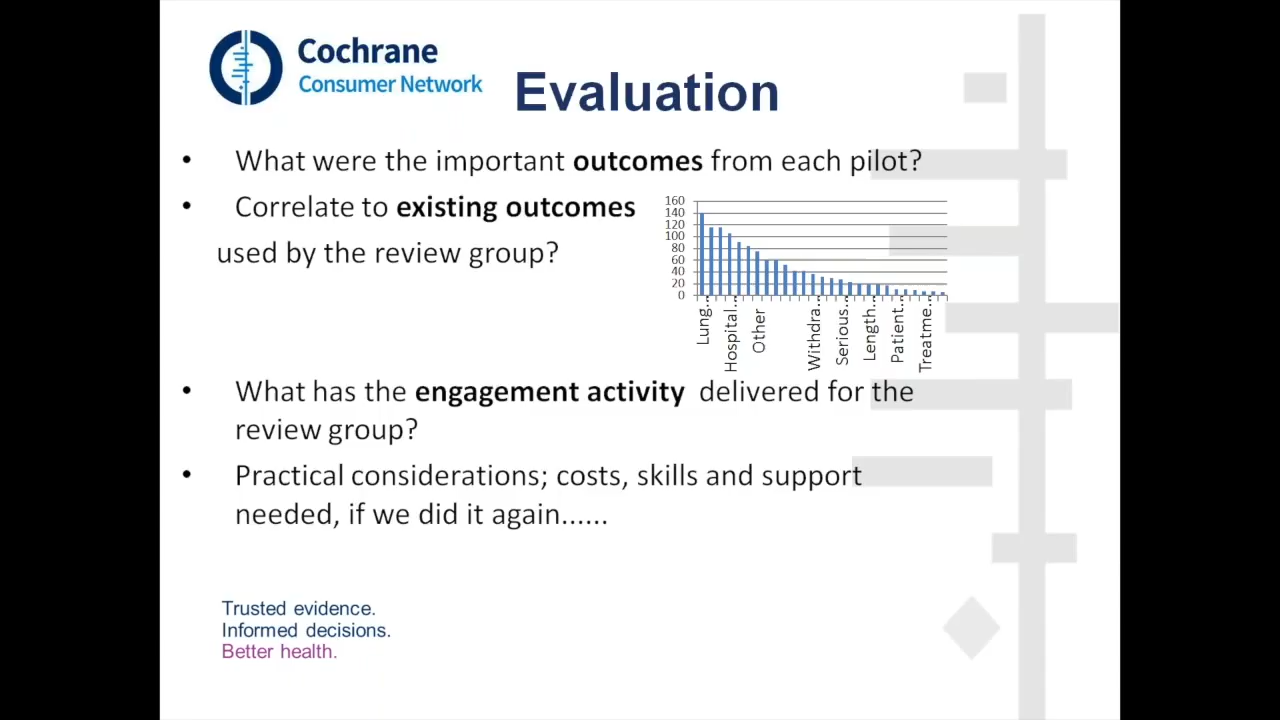 Cochrane
Consumer Network
Evaluation
• What were the important outcomes from each pilot?
• Correlate to existing outcomes
used by the review group?
160
140
120
100
80
60
40
20
0
Lung...
Hospital...
Other
Withdra...
Serious...
Length...
Patient...
Treatme...
• What has the engagement activity delivered for the
review group?
• Practical considerations; costs, skills and support
needed, if we did it again......
Trusted evidence.
Informed decisions.
Better health.